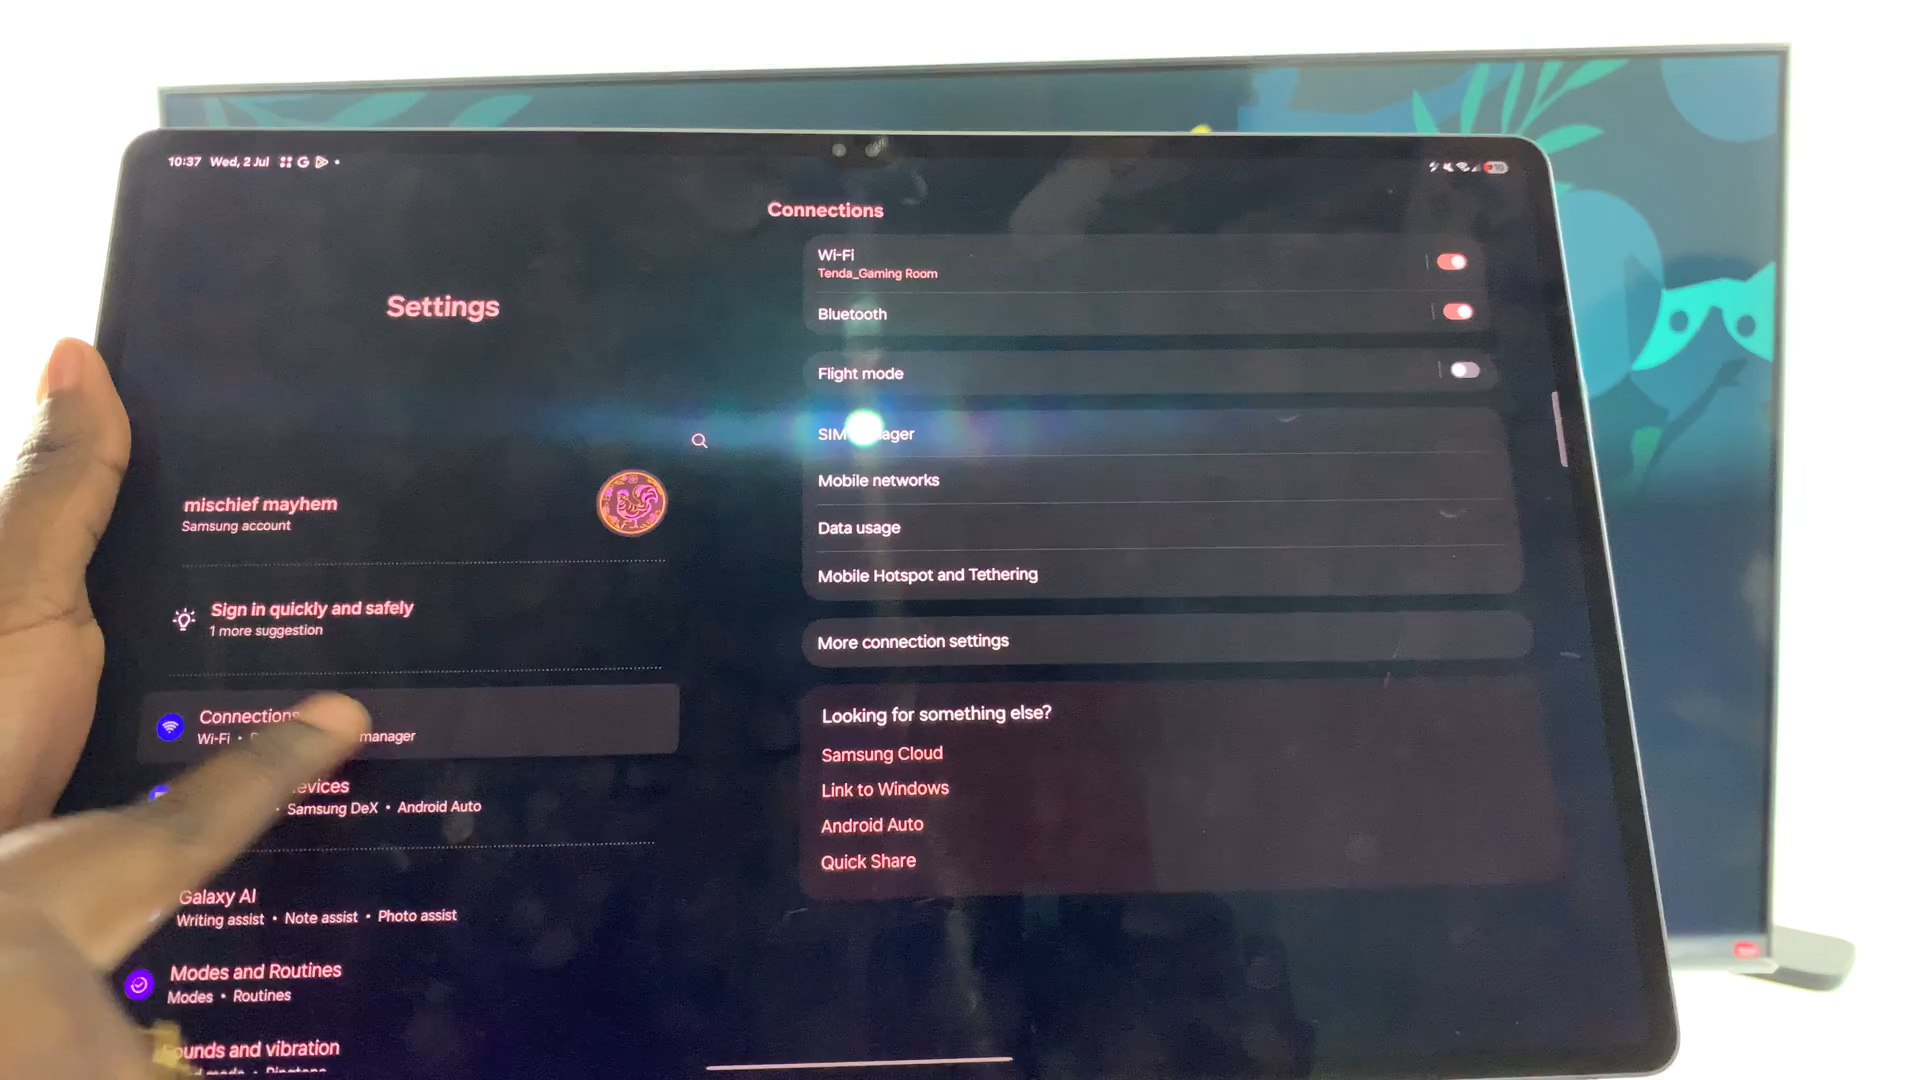 10:37 Wed, 2 Jul
Connections
Wi-Fi
Tenda_Gaming Room
Bluetooth
Flight mode
SIM ager
Mobile networks
Data usage
Mobile Hotspot and Tethering
More connection settings
Looking for something else?
Samsung Cloud
Link to Windows
Android Auto
Quick Share
Settings
mischief mayhem
Samsung account
Sign in quickly and safely
1 more suggestion
Connections
Wi-Fi • manager
evices
• Samsung DeX • Android Auto
Galaxy AI
Writing assist • Note assist • Photo assist
Modes and Routines
Modes • Routines
ounds and vibration